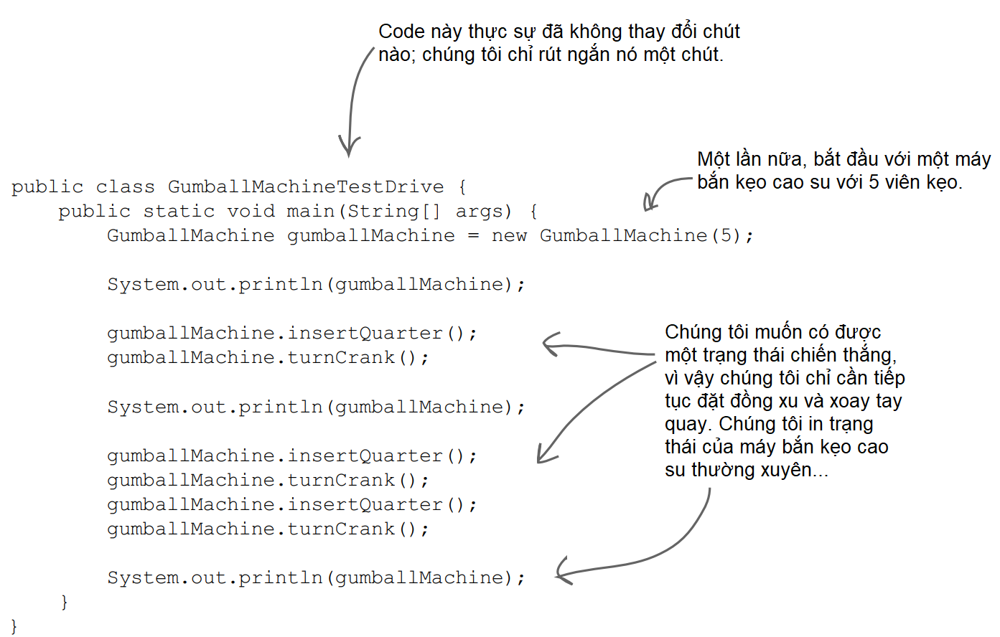 Code này thực sự đã không thay đổi chút
nào; chúng tôi chỉ rút ngắn nó một chút.
Một lần nữa, bắt đầu với một máy
bắn kẹo cao su với 5 viên kẹo.
public class GumballMachineTestDrive {
public static void main(String[] args) {
GumballMachine gumballMachine = new GumballMachine(5);
System.out.println(gumballMachine);
gumballMachine.insertQuarter();
gumballMachine.turnCrank();
System.out.println(gumballMachine);
gumballMachine.insertQuarter();
gumballMachine.turnCrank();
gumballMachine.insertQuarter();
gumballMachine.turnCrank();
System.out.println(gumballMachine);
}
}
Chúng tôi muốn có được
một trạng thái chiến thắng,
vì vậy chúng tôi chỉ cần tiếp
tục đặt đồng xu và xoay tay
quay. Chúng tôi in trạng
thái của máy bắn kẹo cao
su thường xuyên...